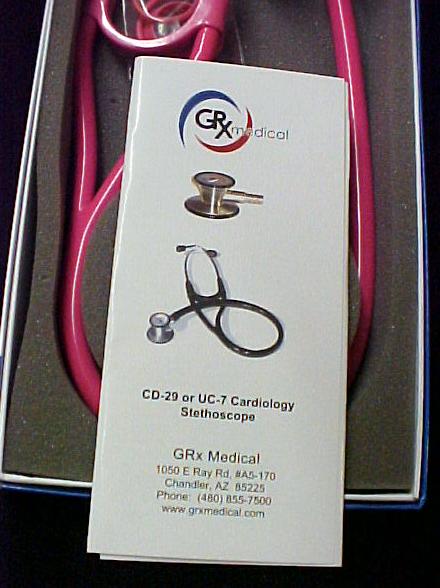 GRx medical
CD-29 or UC-7 Cardiology
Stethoscope
GRx Medical
1050 E Ray Rd, #A5-170
Chandler, AZ 85225
Phone: (480) 855-7500
www.grxmedical.com